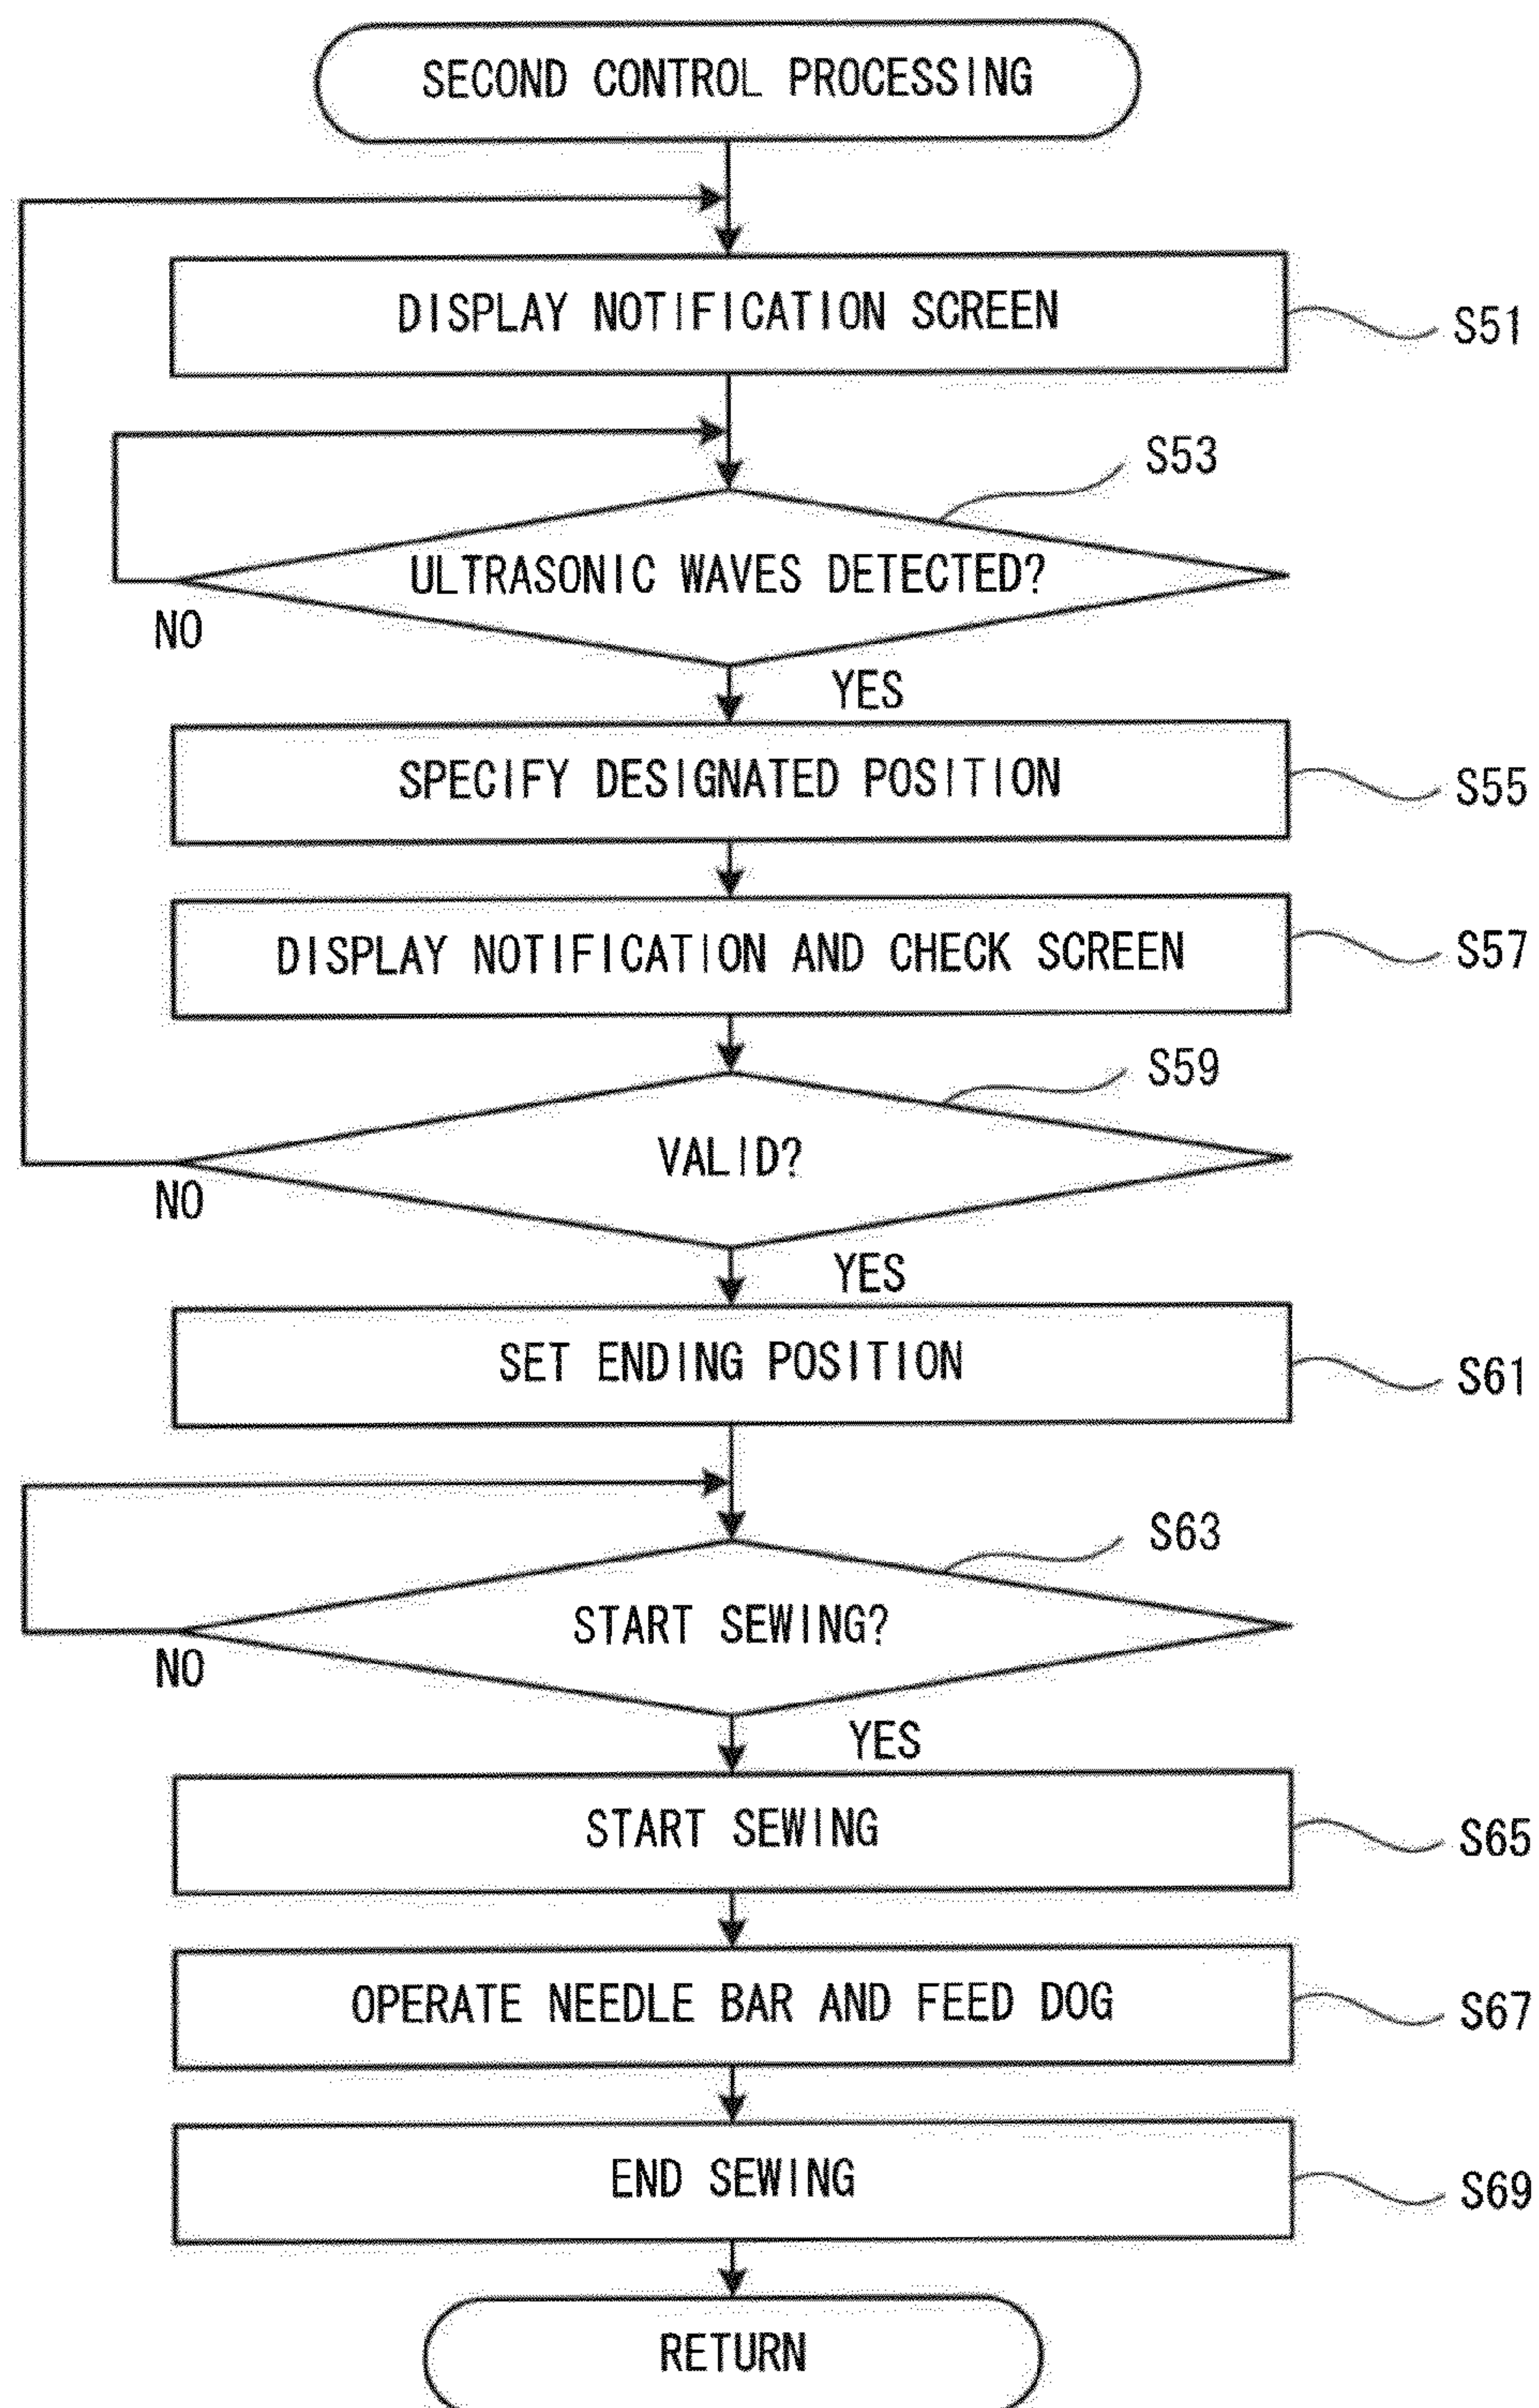 SECOND CONTROL PROCESSING
DISPLAY NOTIFICATION SCREEN
S51
S53
ULTRASONIC WAVES DETECTED?
NO
YES
SPECIFY DESIGNATED POSITION
S55
DISPLAY NOTIFICATION AND CHECK SCREEN
S57
S59
VALID?
NO
YES
SET ENDING POSITION
S61
S63
START SEWING?
NO
YES
START SEWING
S65
OPERATE NEEDLE BAR AND FEED DOG
S67
END SEWING
S69
RETURN